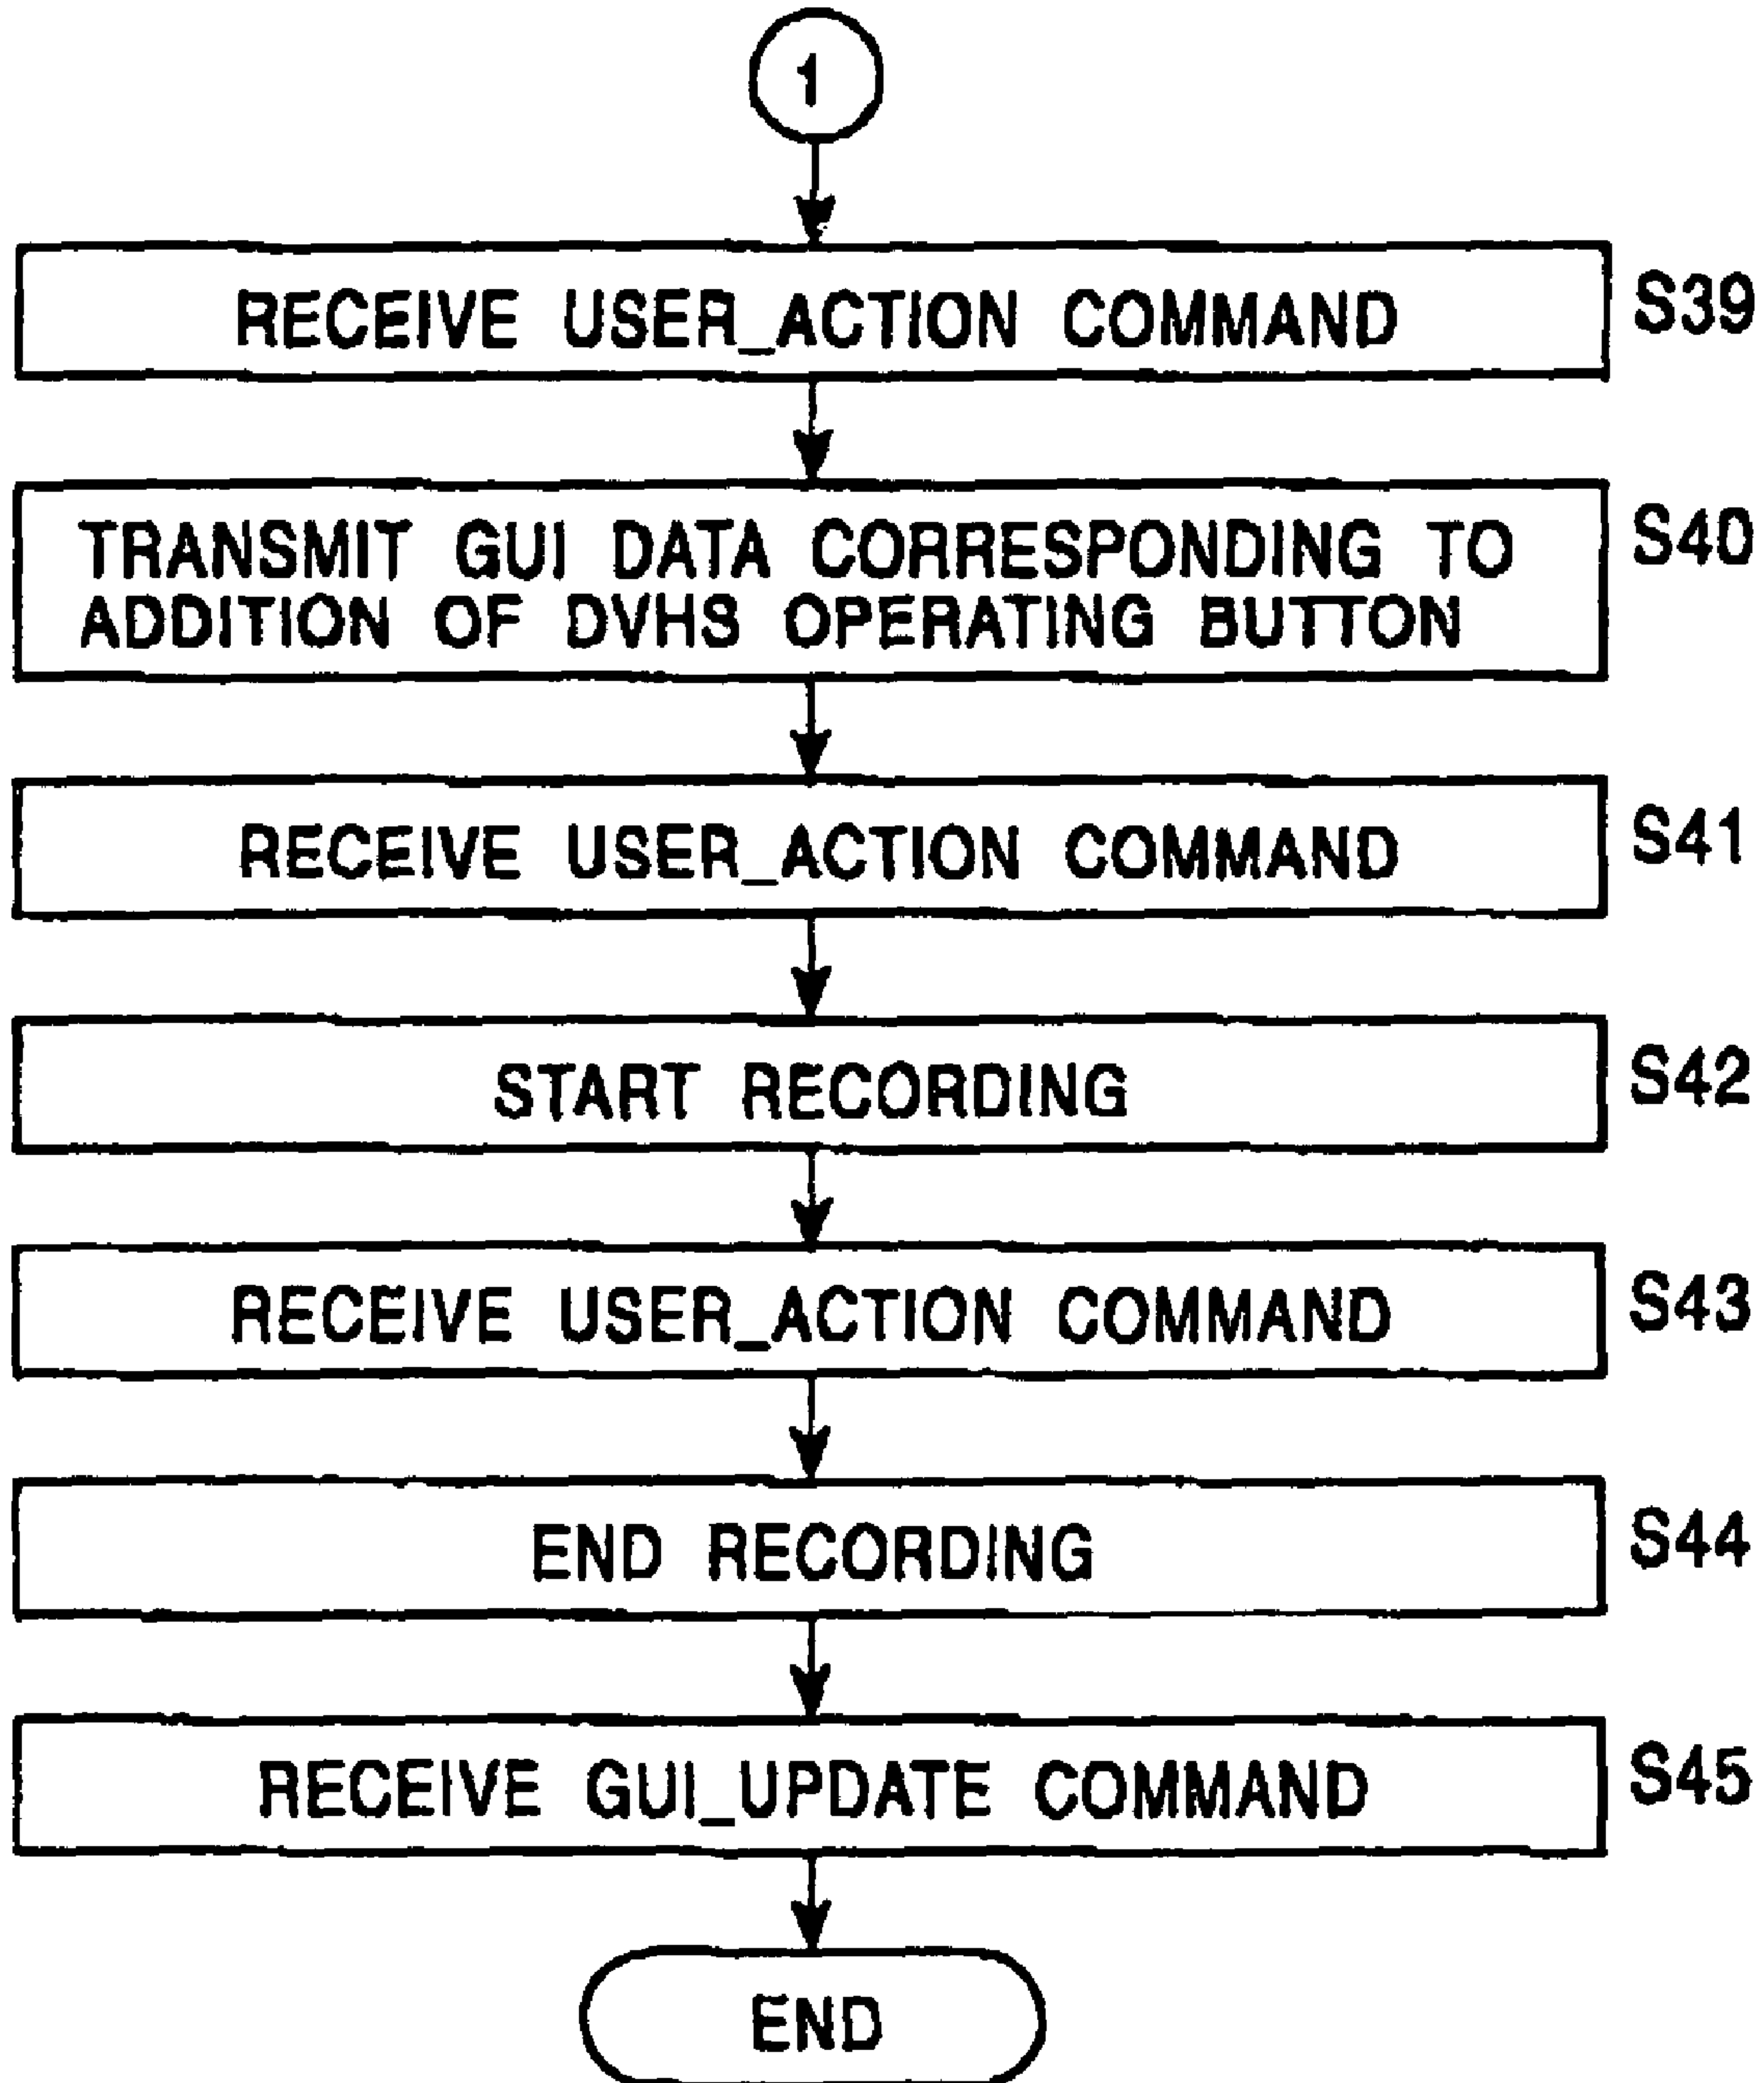 1
RECEIVE USER_ACTION COMMAND
S39
TRANSMIT GUI DATA CORRESPONDING TO
ADDITION OF DVHS OPERATING BUTTON
S40
RECEIVE USER_ACTION COMMAND
S41
START RECORDING
S42
RECEIVE USER_ACTION COMMAND
S43
END RECORDING
S44
RECEIVE GUI_UPDATE COMMAND
S45
END